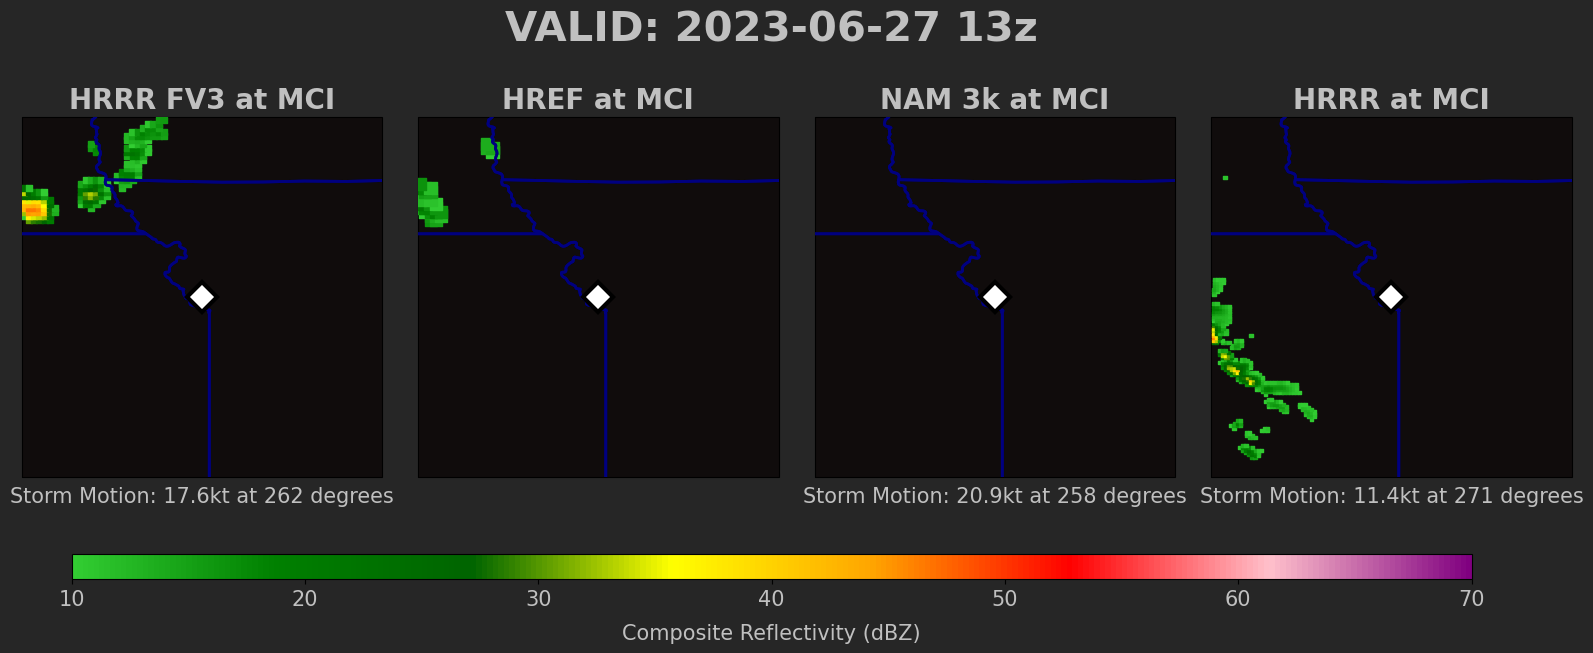 VALID: 2023-06-27 13z
HRRR FV3 at MCI
HREF at MCI
NAM 3k at MCI
HRRR at MCI
Storm Motion: 17.6kt at 262 degrees
Storm Motion: 20.9kt at 258 degrees
Storm Motion: 11.4kt at 271 degrees
10 20 30 40 50 60 70
Composite Reflectivity (dBZ)